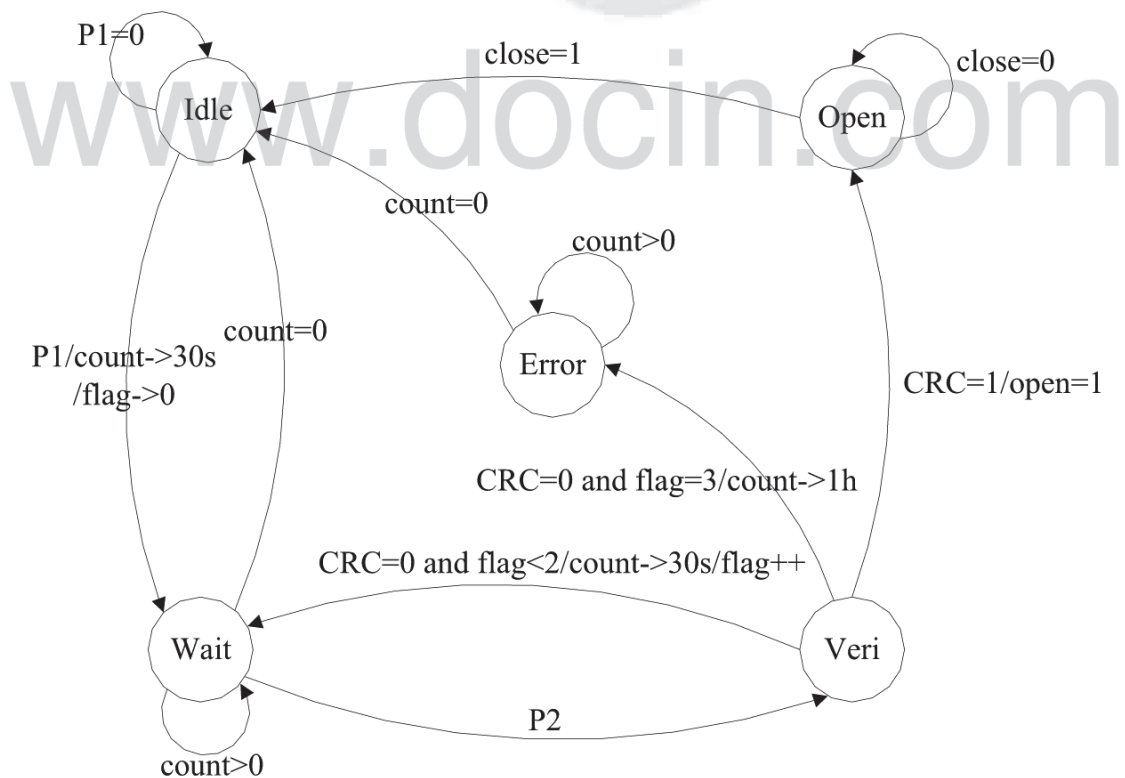 P1=0
close=1
close=0
Idle
Open
www.docin.com
count=0
count>0
count=0
P1/count->30s
/flag->0
Error
CRC=1/open=1
CRC=0 and flag=3/count->1h
CRC=0 and flag<2/count->30s/flag++
Wait
Veri
P2
count>0